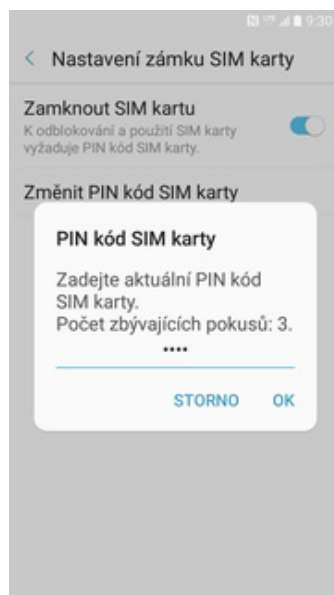 9:30
Nastavení zámku SIM karty
Zamknout SIM kartu
K odblokování a použití SIM karty
vyžaduje PIN kód SIM karty.
Změnit PIN kód SIM karty
PIN kód SIM karty
Zadejte aktuální PIN kód
SIM karty.
Počet zbývajících pokusů: 3.
••••
STORNO OK